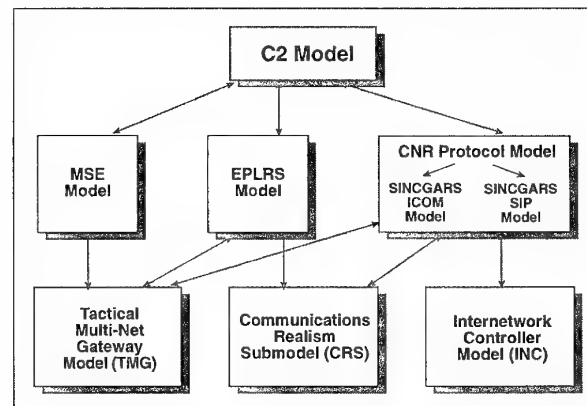 C2 Model
MSE
Model
EPLRS
Model
CNR Protocol Model
SINCGARS
ICOM
Model
SINCGARS
SIP
Model
Tactical
Multi-Net
Gateway
Model (TMG)
Communications
Realism
Submodel (CRS)
Internetwork
Controller
Model (INC)